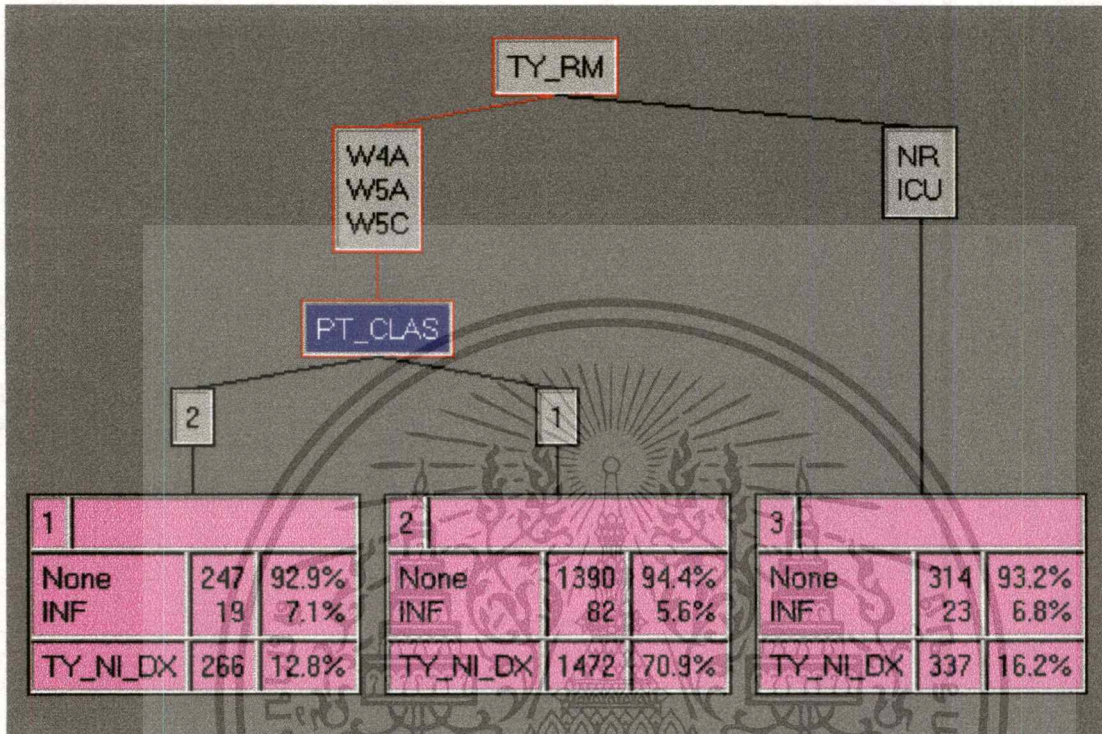 TY_RM
W4A
W5A
W5C
NR
ICU
PT_CLAS
2
1
1
None 247 92.9%
INF 19 7.1%
TY_NI_DX 266 12.8%
2
None 1390 94.4%
INF 82 5.6%
TY_NI_DX 1472 70.9%
3
None 314 93.2%
INF 23 6.8%
TY_NI_DX 337 16.2%